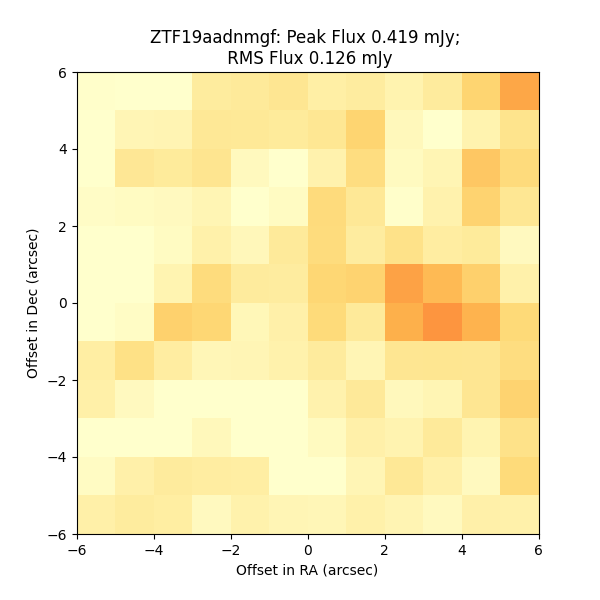 ZTF19aadnmgf: Peak Flux 0.419 mJy;
RMS Flux 0.126 mJy
6
4
2
0
−2
−4
−6
Offset in Dec (arcsec)
−6 −4 −2 0 2 4 6
Offset in RA (arcsec)